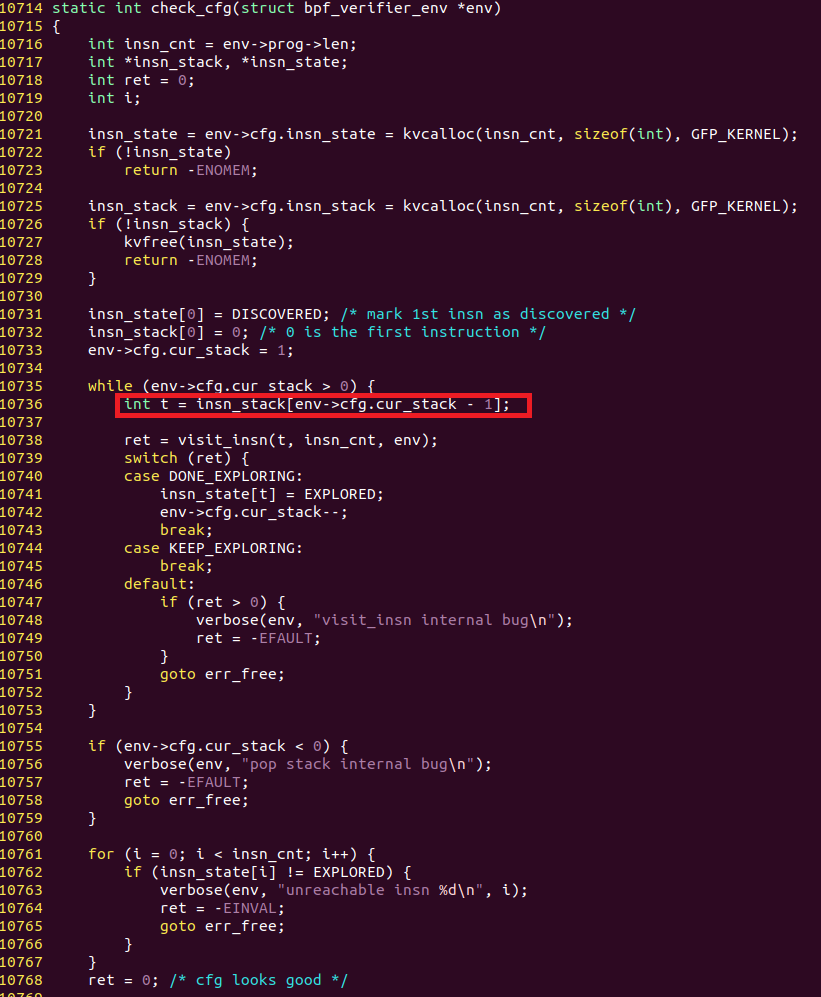 10714 static int check_cfg(struct bpf_verifier_env *env)
10715 {
10716     int insn_cnt = env->prog->len;
10717     int *insn_stack, *insn_state;
10718     int ret = 0;
10719     int i;
10720
10721     insn_state = env->cfg.insn_state = kvcalloc(insn_cnt, sizeof(int), GFP_KERNEL);
10722     if (!insn_state)
10723         return -ENOMEM;
10724
10725     insn_stack = env->cfg.insn_stack = kvcalloc(insn_cnt, sizeof(int), GFP_KERNEL);
10726     if (!insn_stack) {
10727         kvfree(insn_state);
10728         return -ENOMEM;
10729     }
10730
10731     insn_state[0] = DISCOVERED; /* mark 1st insn as discovered */
10732     insn_stack[0] = 0; /* 0 is the first instruction */
10733     env->cfg.cur_stack = 1;
10734
10735     while (env->cfg.cur_stack > 0) {
10736         int t = insn_stack[env->cfg.cur_stack - 1];
10737
10738         ret = visit_insn(t, insn_cnt, env);
10739         switch (ret) {
10740         case DONE_EXPLORING:
10741             insn_state[t] = EXPLORED;
10742             env->cfg.cur_stack--;
10743             break;
10744         case KEEP_EXPLORING:
10745             break;
10746         default:
10747             if (ret > 0) {
10748                 verbose(env, "visit_insn internal bug\n");
10749                 ret = -EFAULT;
10750             }
10751             goto err_free;
10752         }
10753     }
10754
10755     if (env->cfg.cur_stack < 0) {
10756         verbose(env, "pop stack internal bug\n");
10757         ret = -EFAULT;
10758         goto err_free;
10759     }
10760
10761     for (i = 0; i < insn_cnt; i++) {
10762         if (insn_state[i] != EXPLORED) {
10763             verbose(env, "unreachable insn %d\n", i);
10764             ret = -EINVAL;
10765             goto err_free;
10766         }
10767     }
10768     ret = 0; /* cfg looks good */